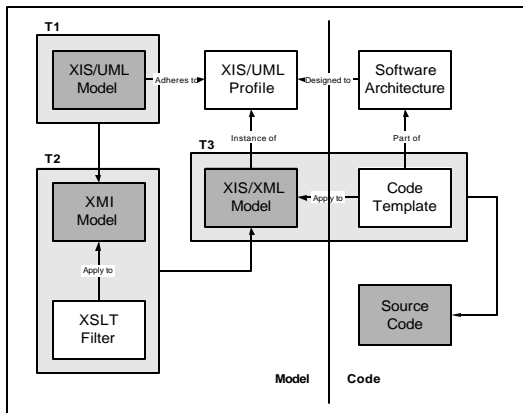 T1
XIS/UML
Model
Adheres to
XIS/UML
Profile
Designed to
Software
Architecture
Instance of
Part of
T2
T3
XMI
Model
XIS/XML
Model
Apply to
Code
Template
Apply to
XSLT
Filter
Source
Code
Model
Code